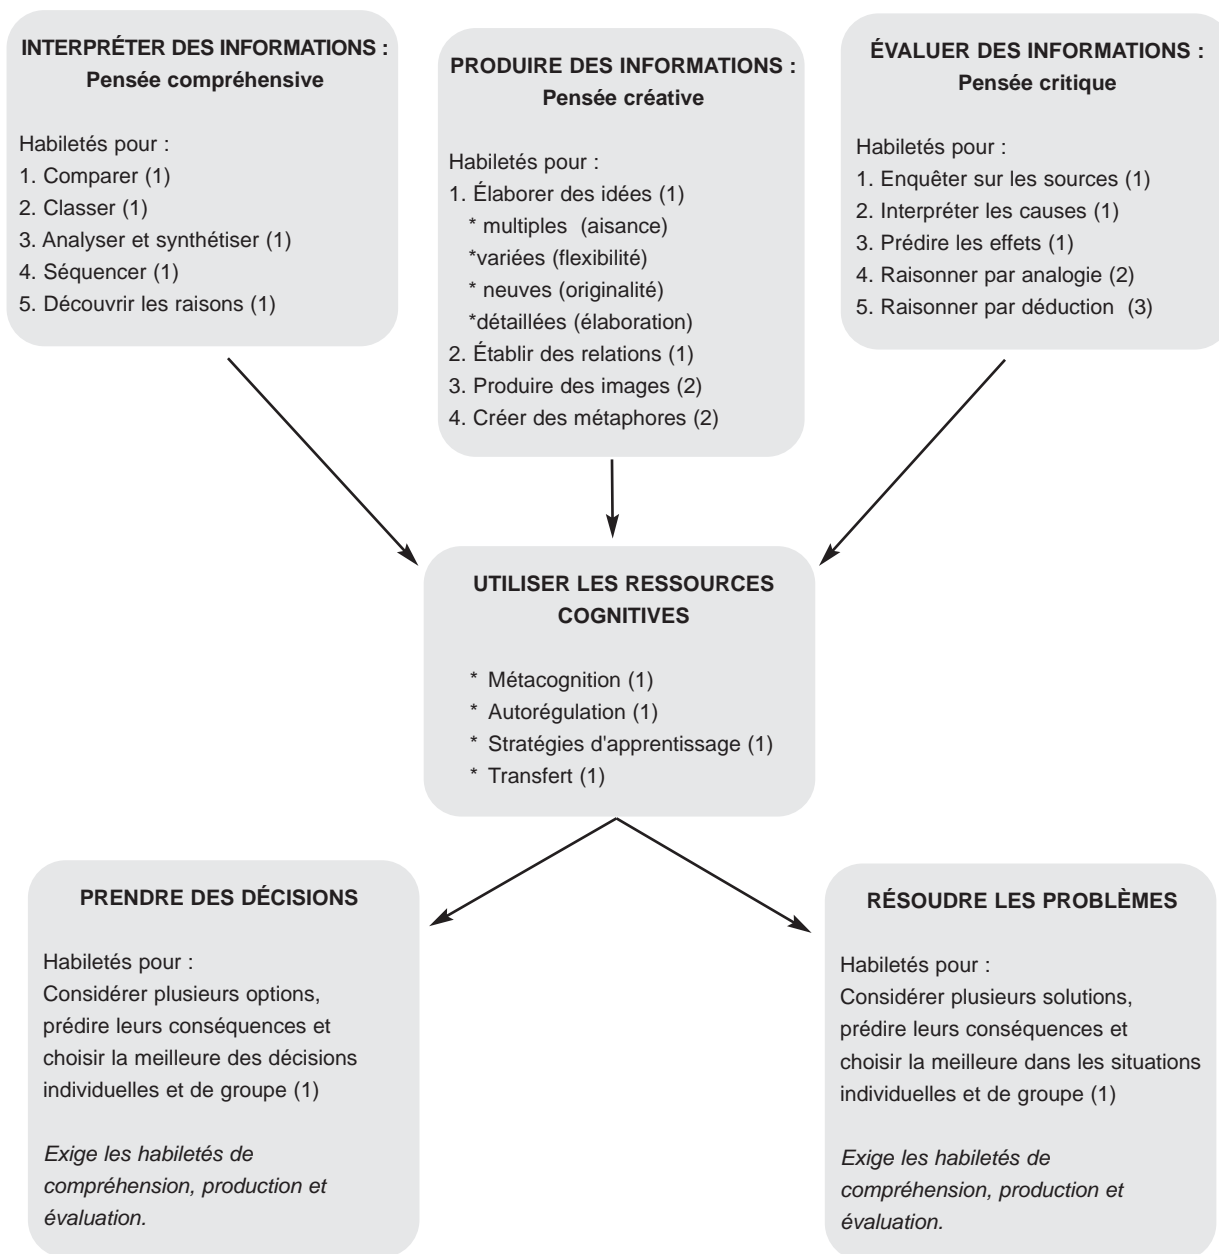 INTERPRÉTER DES INFORMATIONS :
Pensée compréhensive
Habiletés pour :
1. Comparer (1)
2. Classer (1)
3. Analyser et synthétiser (1)
4. Séquencer (1)
5. Découvrir les raisons (1)
PRODUIRE DES INFORMATIONS :
Pensée créative
Habiletés pour :
1. Élaborer des idées (1)
* multiples (aisance)
*variées (flexibilité)
* neuves (originalité)
*détaillées (élaboration)
2. Établir des relations (1)
3. Produire des images (2)
4. Créer des métaphores (2)
ÉVALUER DES INFORMATIONS :
Pensée critique
Habiletés pour :
1. Enquêter sur les sources (1)
2. Interpréter les causes (1)
3. Prédire les effets (1)
4. Raisonner par analogie (2)
5. Raisonner par déduction (3)
UTILISER LES RESSOURCES
COGNITIVES
* Métacognition (1)
* Autorégulation (1)
* Stratégies d'apprentissage (1)
* Transfert (1)
PRENDRE DES DÉCISIONS
Habiletés pour :
Considérer plusieurs options,
prédire leurs conséquences et
choisir la meilleure des décisions
individuelles et de groupe (1)
Exige les habiletés de
compréhension, production et
évaluation.
RÉSOUDRE LES PROBLÈMES
Habiletés pour :
Considérer plusieurs solutions,
prédire leurs conséquences et
choisir la meilleure dans les situations
individuelles et de groupe (1)
Exige les habiletés de
compréhension, production et
évaluation.